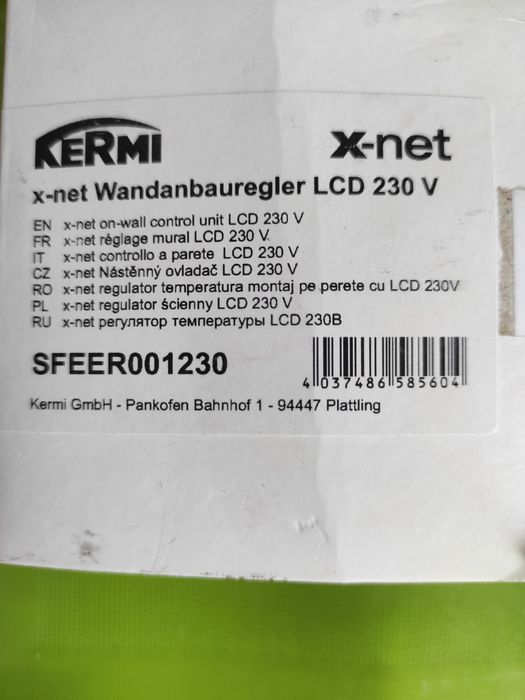 KERMI x-net
x-net Wandanbauregler LCD 230 V
EN x-net on-wall control unit LCD 230 V
FR x-net réglage mural LCD 230 V
IT x-net controllo a parete LCD 230 V
CZ x-net Nástěnný ovladač LCD 230 V
RO x-net regulator temperatura montaj pe perete cu LCD 230V
PL x-net regulator ścienny LCD 230 V
RU x-net регулятор температуры LCD 230В
SFEER001230
4 037486 585604
Kermi GmbH - Pankofen Bahnhof 1 - 94447 Plattling